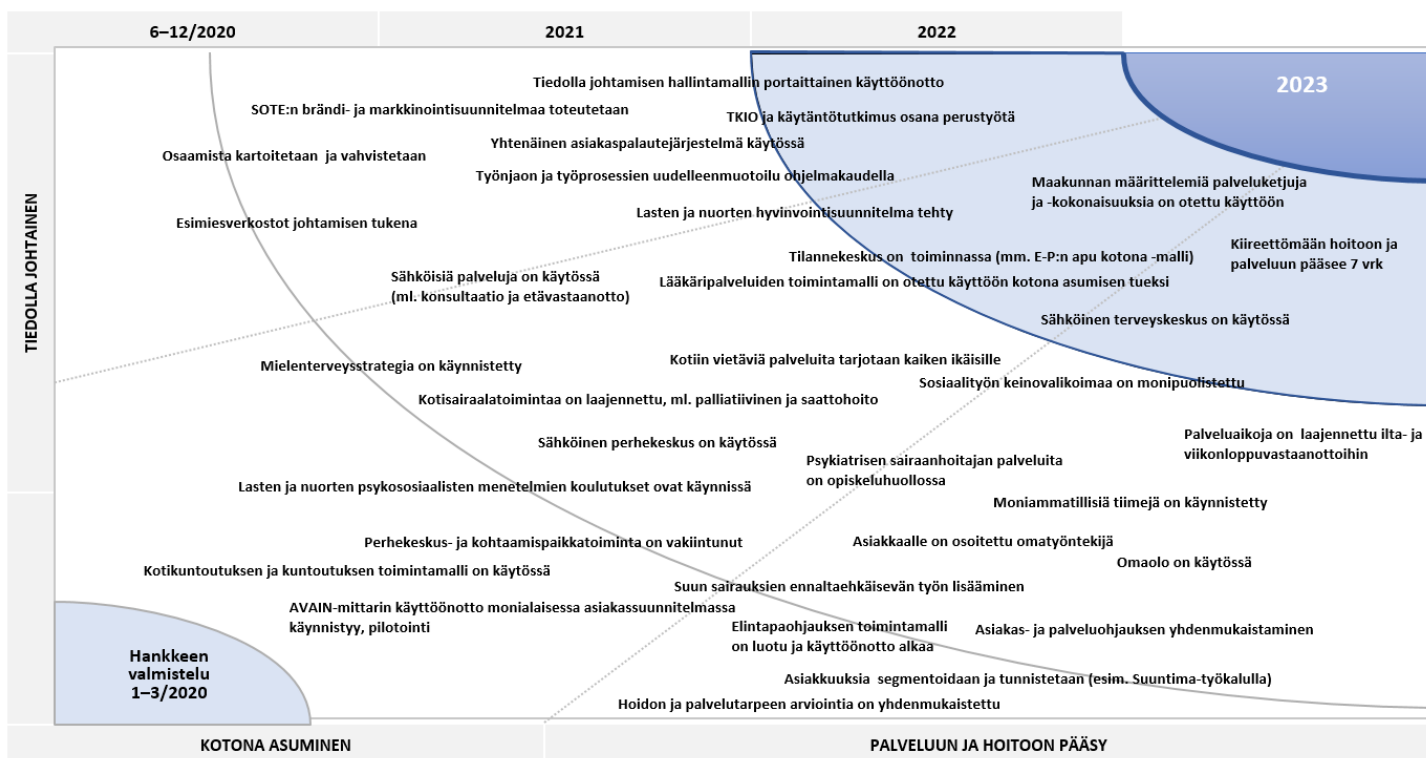 6–12/2020
2021
2022
2023
TIEDOLLA JOHTAINEN
Tiedolla johtamisen hallintamallin portaittainen käyttöönotto
SOTE:n brändi- ja markkinointisuunnitelmaa toteutetaan
TKIO ja käytäntötutkimus osana perustyötä
Yhtenäinen asiakaspalautejärjestelmä käytössä
Osaamista kartoitetaan ja vahvistetaan
Työnjaon ja työprosessien uudelleenmuotoilu ohjelmakaudella
Maakunnan määrittelemiä palveluketjuja
ja -kokonaisuuksia on otettu käyttöön
Lasten ja nuorten hyvinvointisuunnitelma tehty
Esimiesverkostot johtamisen tukena
Kiireettömään hoitoon ja
palveluun pääsee 7 vrk
Tilannekeskus on toiminnassa (mm. E-P:n apu kotona -malli)
Sähköisiä palveluja on käytössä
(ml. konsultaatio ja etävastaanotto)
Lääkäripalveluiden toimintamalli on otettu käyttöön kotona asumisen tueksi
Sähköinen terveyskeskus on käytössä
Mielenterveysstrategia on käynnistetty
Kotiin vietäviä palveluita tarjotaan kaiken ikäisille
Sosiaalityön keinovalikoimaa on monipuolistettu
Kotisairaalatoimintaa on laajennettu, ml. palliatiivinen ja saattohoito
Sähköinen perhekeskus on käytössä
Palveluaikoja on laajennettu ilta- ja
viikonloppuvastaanottoihin
Psykiatrisen sairaanhoitajan palveluita
on opiskeluhuollossa
Lasten ja nuorten psykososiaalisten menetelmien koulutukset ovat käynnissä
Moniammatillisiä tiimejä on käynnistetty
Perhekeskus- ja kohtaamispaikkatoiminta on vakiintunut
Asiakkaalle on osoitettu omatyöntekijä
Omaolo on käytössä
Kotikuntoutuksen ja kuntoutuksen toimintamalli on käytössä
Suun sairauksien ennaltaehkäisevän työn lisääminen
AVAIN-mittarin käyttöönotto monialaisessa asiakassuunnitelmassa
käynnistyy, pilotointi
Elintapaohjauksen toimintamalli
on luotu ja käyttöönotto alkaa
Asiakas- ja palveluohjauksen yhdenmukaistaminen
Hankkeen
valmistelu
1–3/2020
Asiakkuuksia segmentoidaan ja tunnistetaan (esim. Suuntima-työkalulla)
Hoidon ja palvelutarpeen arviointia on yhdenmukaistettu
KOTONA ASUMINEN
PALVELUUN JA HOITOON PÄÄSY